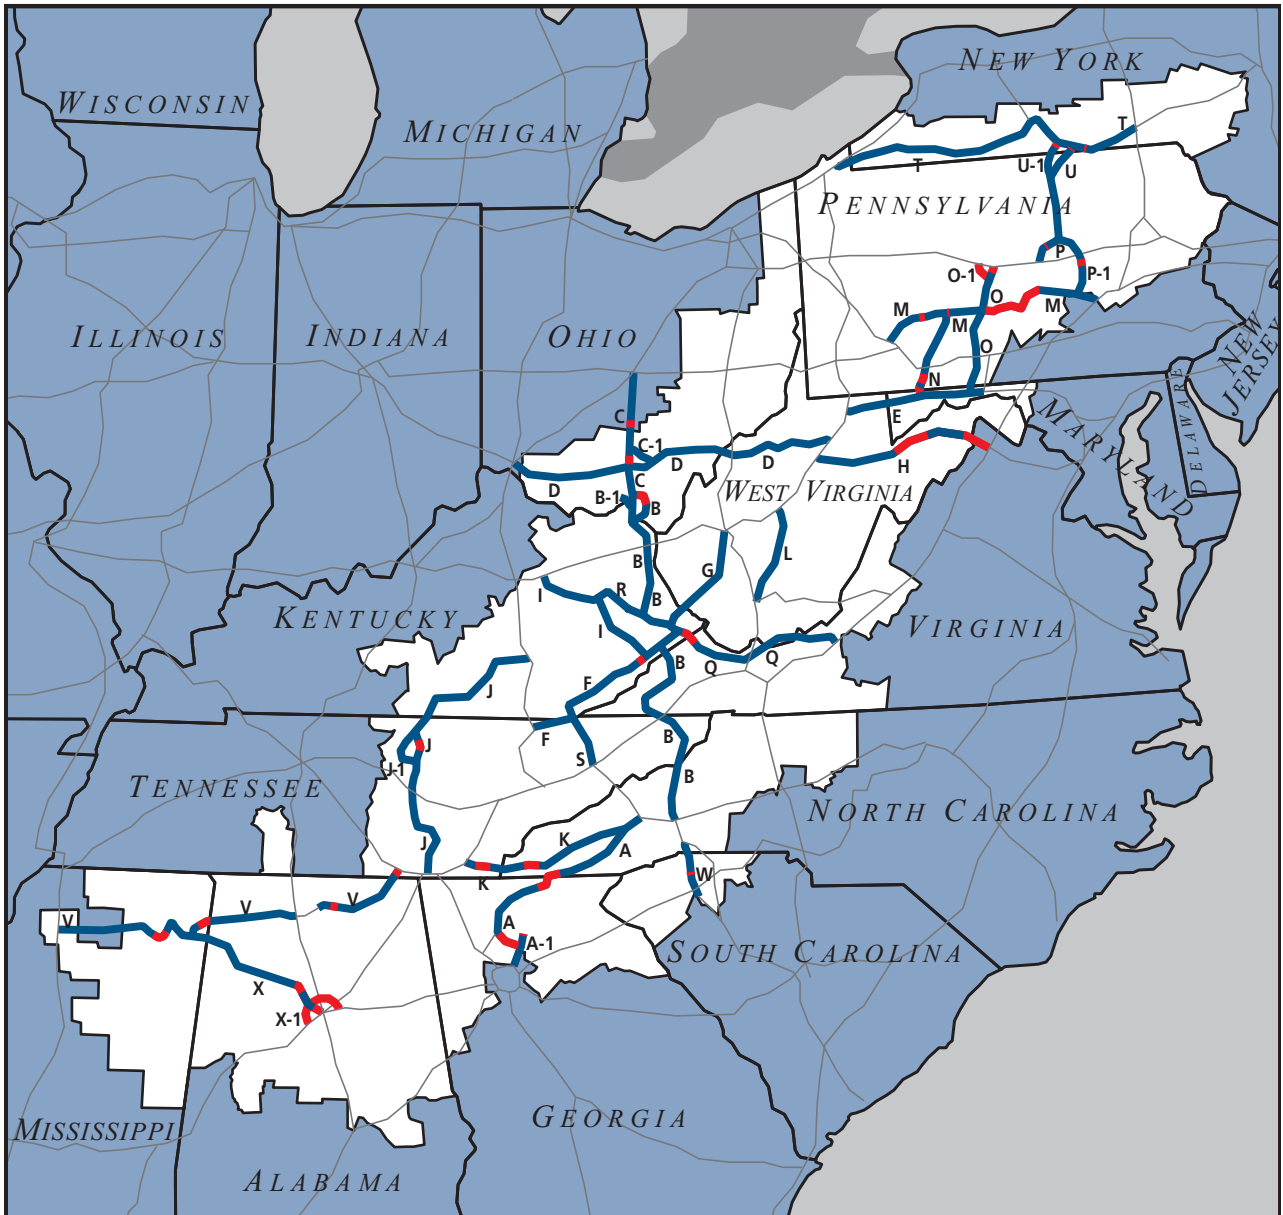 NEW YORK
WISCONSIN
MICHIGAN
T
T
U-1
U
PENNSYLVANIA
P
O-1
P-1
O
M
M
M
O
ILLINOIS
INDIANA
OHIO
NEW
JERSEY
N
DELAWARE
E
C
MARYLAND
C-1
D
D
H
D
C
B-1
B
WEST VIRGINIA
L
B
G
I
R
B
KENTUCKY
I
VIRGINIA
B
Q
Q
F
J
F
B
J
S
J-1
B
TENNESSEE
NORTH CAROLINA
J
K
A
W
K
V
V
V
A
A-1
SOUTH CAROLINA
X
X-1
GEORGIA
MISSISSIPPI
ALABAMA